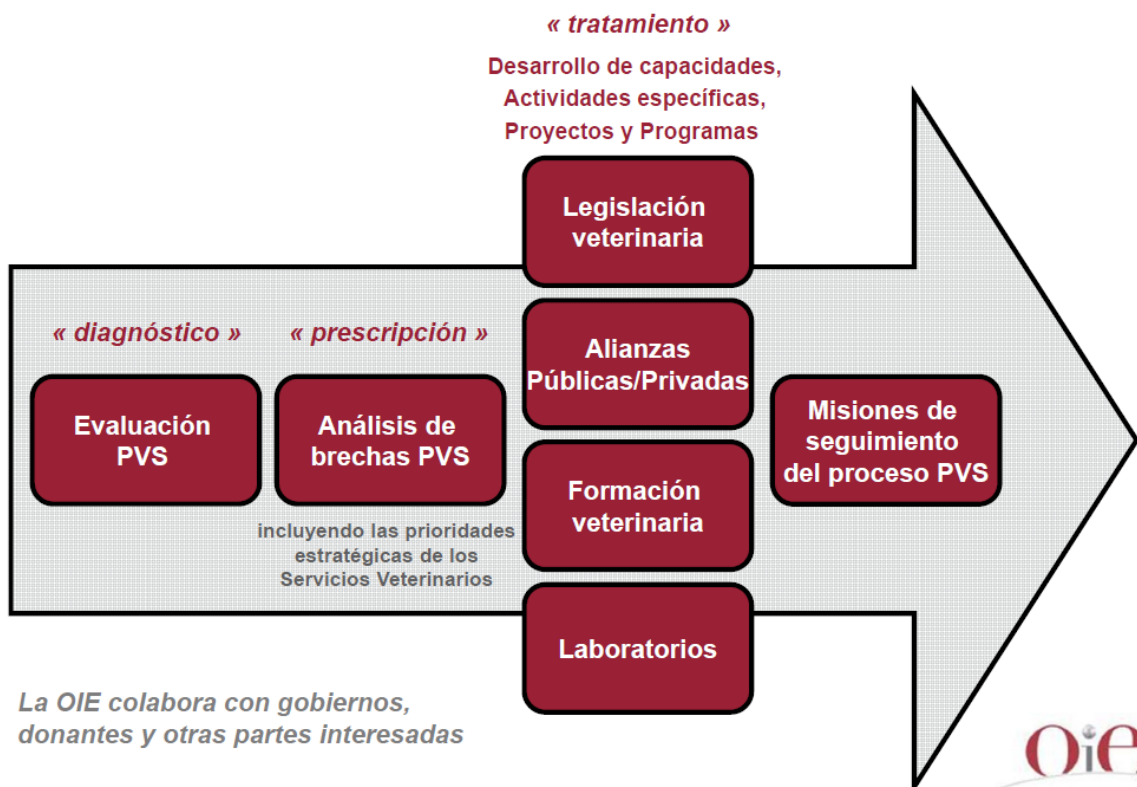 « tratamiento »
Desarrollo de capacidades,
Actividades específicas,
Proyectos y Programas
Legislación
veterinaria
« diagnóstico »
« prescripción »
Alianzas
Públicas/Privadas
Evaluación
PVS
Análisis de
brechas PVS
Misiones de
seguimiento
del proceso PVS
Formación
veterinaria
incluyendo las prioridades
estratégicas de los
Servicios Veterinarios
Laboratorios
La OIE colabora con gobiernos,
donantes y otras partes interesadas
Oie